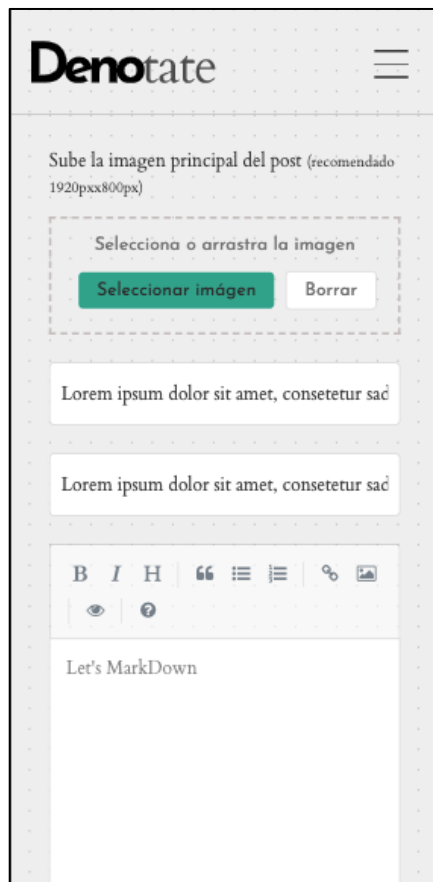 Denotate
Sube la imagen principal del post (recomendado
1920pxx800px)
Selecciona o arrastra la imagen
Seleccionar imágen Borrar
Lorem ipsum dolor sit amet, consetetur sad
Lorem ipsum dolor sit amet, consetetur sad
B I H
Let's MarkDown